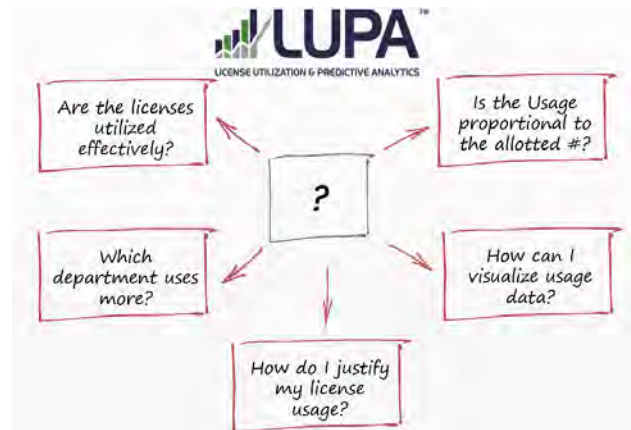 LUPA™
LICENSE UTILIZATION & PREDICTIVE ANALYTICS
Are the licenses
utilized
effectively?
Is the Usage
proportional to
the allotted #?
?
Which
department uses
more?
How can I
visualize usage
data?
How do I justify
my license
usage?